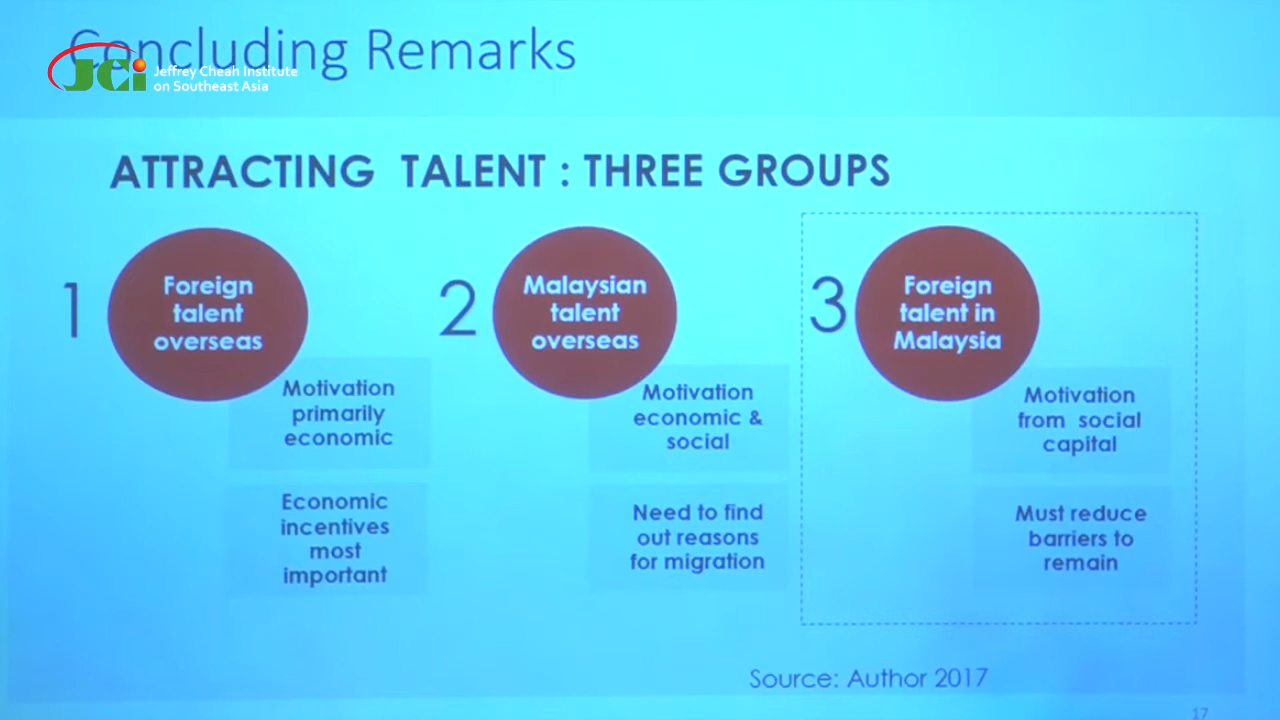 Concluding Remarks
JCi
Jeffrey Cheah Institute
on Southeast Asia
ATTRACTING TALENT : THREE GROUPS
1
Foreign
talent
overseas
Motivation
primarily
economic
Economic
incentives
most
important
2
Malaysian
talent
overseas
Motivation
economic &
social
Need to find
out reasons
for migration
3
Foreign
talent in
Malaysia
Motivation
from social
capital
Must reduce
barriers to
remain
Source: Author 2017
17